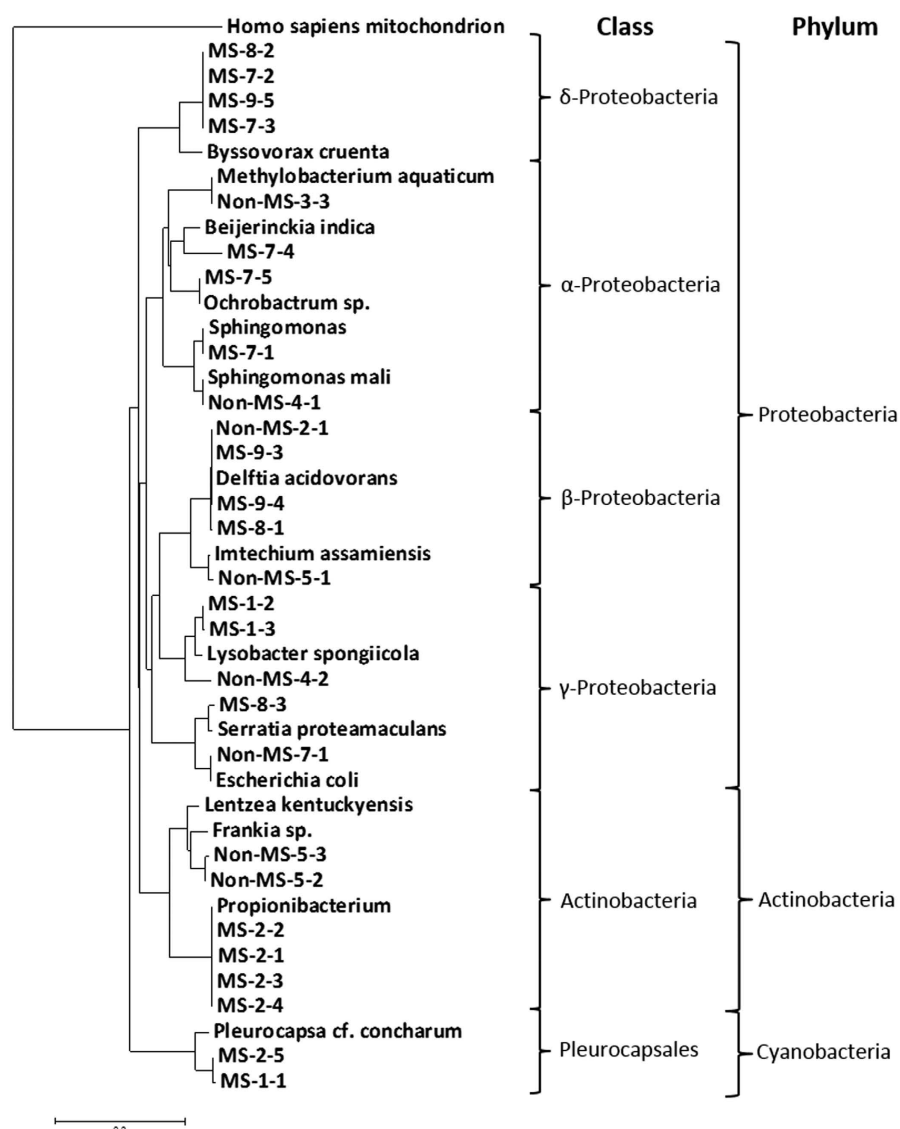 Homo sapiens mitochondrion
Class
Phylum
MS-8-2
MS-7-2
MS-9-5
MS-7-3
Byssovorax cruenta
δ-Proteobacteria
Methylobacterium aquaticum
Non-MS-3-3
Beijerinckia indica
MS-7-4
MS-7-5
Ochrobactrum sp.
Sphingomonas
MS-7-1
Sphingomonas mali
Non-MS-4-1
α-Proteobacteria
Non-MS-2-1
MS-9-3
Delftia acidovorans
MS-9-4
MS-8-1
Imtechium assamiensis
Non-MS-5-1
β-Proteobacteria
MS-1-2
MS-1-3
Lysobacter spongiicola
Non-MS-4-2
MS-8-3
Serratia proteamaculans
Non-MS-7-1
Escherichia coli
γ-Proteobacteria
Proteobacteria
Lentzea kentuckyensis
Frankia sp.
Non-MS-5-3
Non-MS-5-2
Propionibacterium
MS-2-2
MS-2-1
MS-2-3
MS-2-4
Actinobacteria
Actinobacteria
Pleurocapsa cf. concharum
MS-2-5
MS-1-1
Pleurocapsales
Cyanobacteria